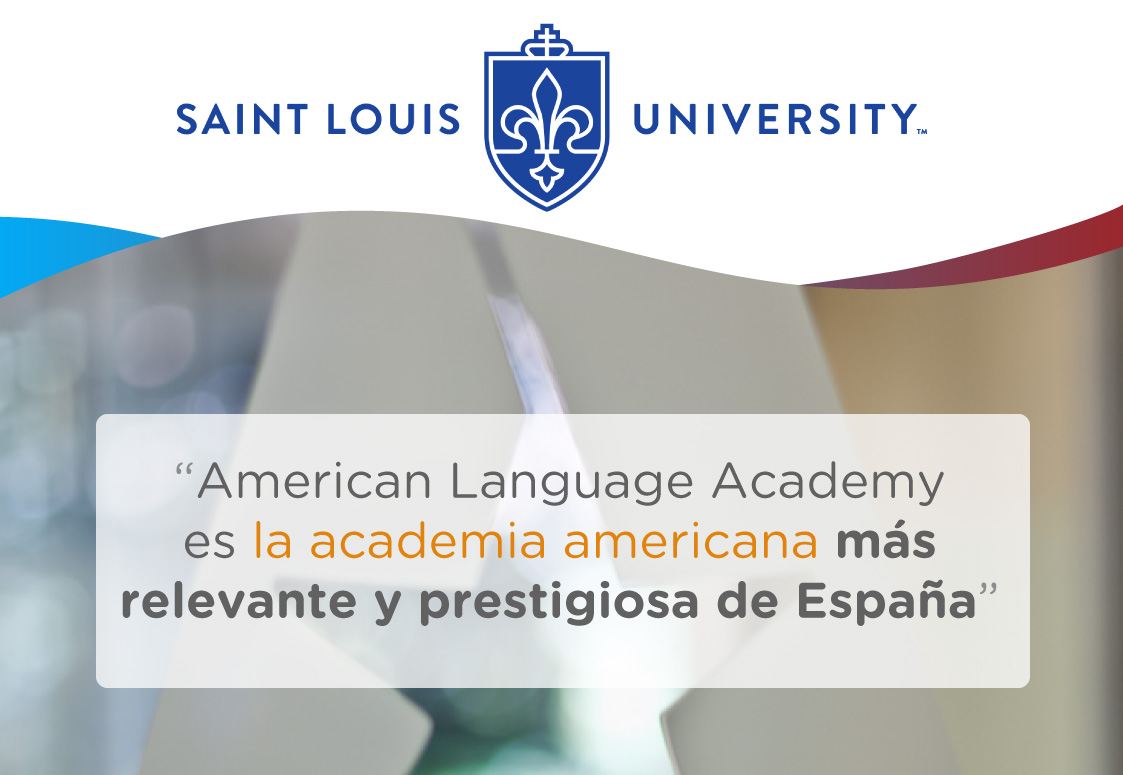 SAINT LOUIS UNIVERSITY™
“American Language Academy
es la academia americana más
relevante y prestigiosa de España”